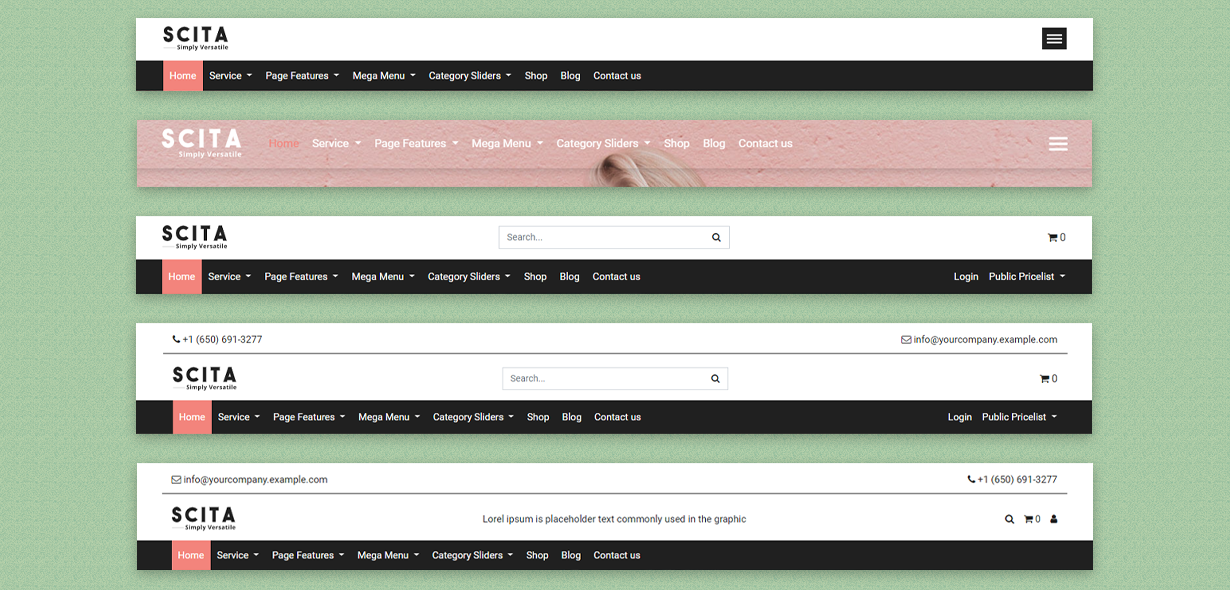 SCITA
Simply Versatile
Home Service Page Features Mega Menu Category Sliders Shop Blog Contact us
SCITA Home Service Page Features Mega Menu Category Sliders Shop Blog Contact us
Simply Versatile
SCITA Search... 0
Simply Versatile
Home Service Page Features Mega Menu Category Sliders Shop Blog Contact us Login Public Pricelist
+1 (650) 691-3277 info@yourcompany.example.com
SCITA Search... 0
Simply Versatile
Home Service Page Features Mega Menu Category Sliders Shop Blog Contact us Login Public Pricelist
info@yourcompany.example.com +1 (650) 691-3277
SCITA Lorel ipsum is placeholder text commonly used in the graphic 0
Simply Versatile
Home Service Page Features Mega Menu Category Sliders Shop Blog Contact us